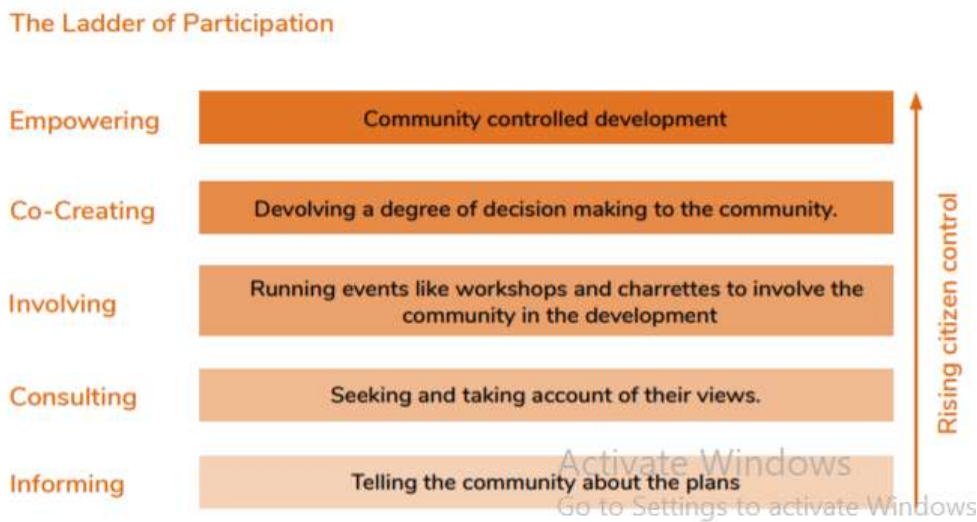 The Ladder of Participation
Empowering
Community controlled development
Co-Creating
Devolving a degree of decision making to the community.
Involving
Running events like workshops and charrettes to involve the
community in the development
Consulting
Seeking and taking account of their views.
Informing
Telling the community about the plans
Rising citizen control
Activate Windows
Go to Settings to activate Windows